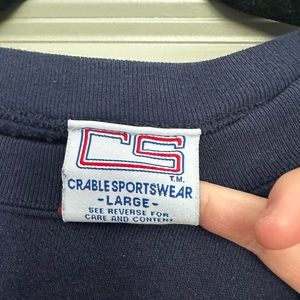 CS
T.M.
CRABLE SPORTSWEAR
-LARGE-
SEE REVERSE FOR
CARE AND CONTENT